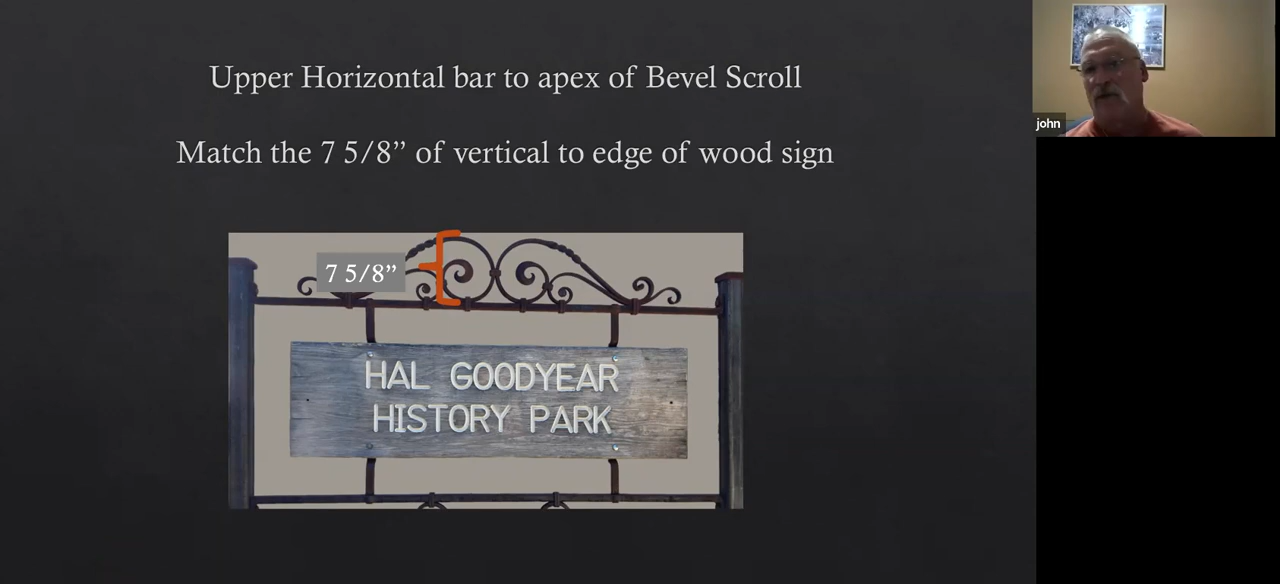 Upper Horizontal bar to apex of Bevel Scroll
Match the 7 5/8” of vertical to edge of wood sign
7 5/8”
HAL GOODYEAR
HISTORY PARK
john